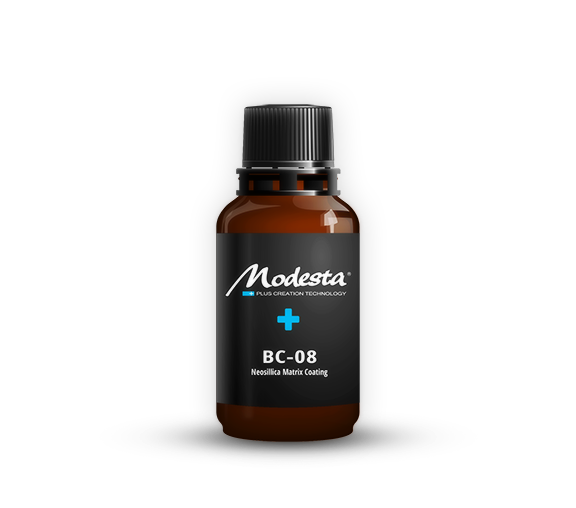 Modesta®
PLUS CREATION TECHNOLOGY
BC-08
Neosillica Matrix Coating